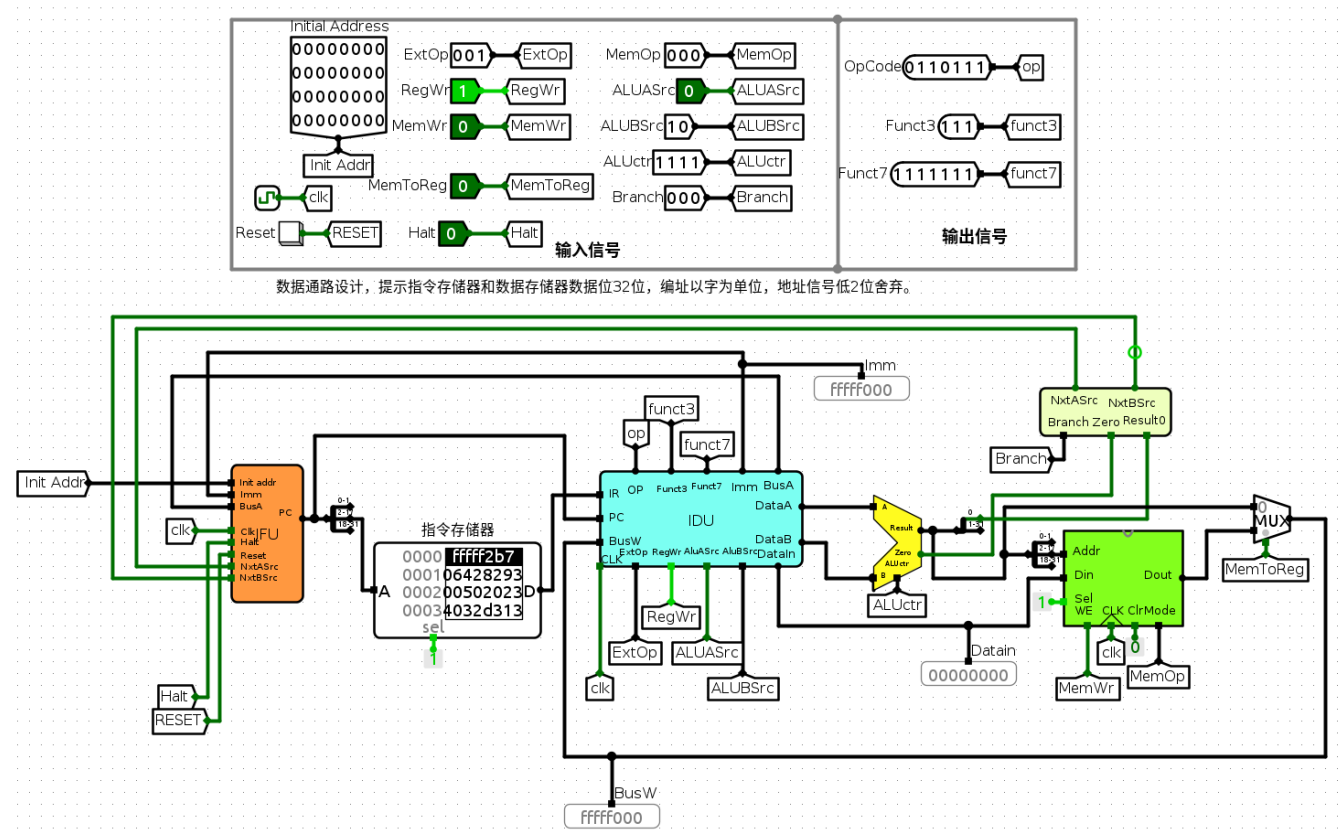 Initial Address
00000000
00000000
00000000
00000000
Init Addr
clk
Reset
RESET
ExtOp 001 ExtOp
RegWr 1 RegWr
MemWr 0 MemWr
MemToReg 0 MemToReg
Halt 0 Halt
MemOp 000 MemOp
ALUASrc 0 ALUASrc
ALUBSrc 10 ALUBSrc
ALUctr 1111 ALUctr
Branch 000 Branch
输入信号
OpCode 0110111 op
Funct3 111 funct3
Funct7 1111111 funct7
输出信号
数据通路设计，提示指令存储器和数据存储器数据位32位，编址以字为单位，地址信号低2位舍弃。
Imm
fffff000
NxtASrc NxtBSrc
Branch Zero Result0
Branch
funct3
op
funct7
Init Addr
Init addr
Imm
BusA
PC
Clk
IFU
Halt
Reset
NxtASrc
NxtBSrc
clk
Halt
RESET
0-1
2-17
18-31
指令存储器
0000 fffff2b7
0001 06428293
0002 00502023
0003 4032d313
A
D
sel
1
IR OP Funct3 Funct7 Imm BusA
DataA
PC
IDU
BusW
DataB
ExtOp RegWr AluASrc AluBSrc DataIn
CLK
RegWr
ExtOp
ALUASrc
clk
ALUBSrc
A
Result
Zero
ALUctr
B
ALUctr
0
1-31
0-1
2-17
18-31
Addr
Din
Dout
Sel
WE CLK Clr Mode
1
clk
0
MemWr
MemOp
0
MUX
MemToReg
Datain
00000000
BusW
fffff000